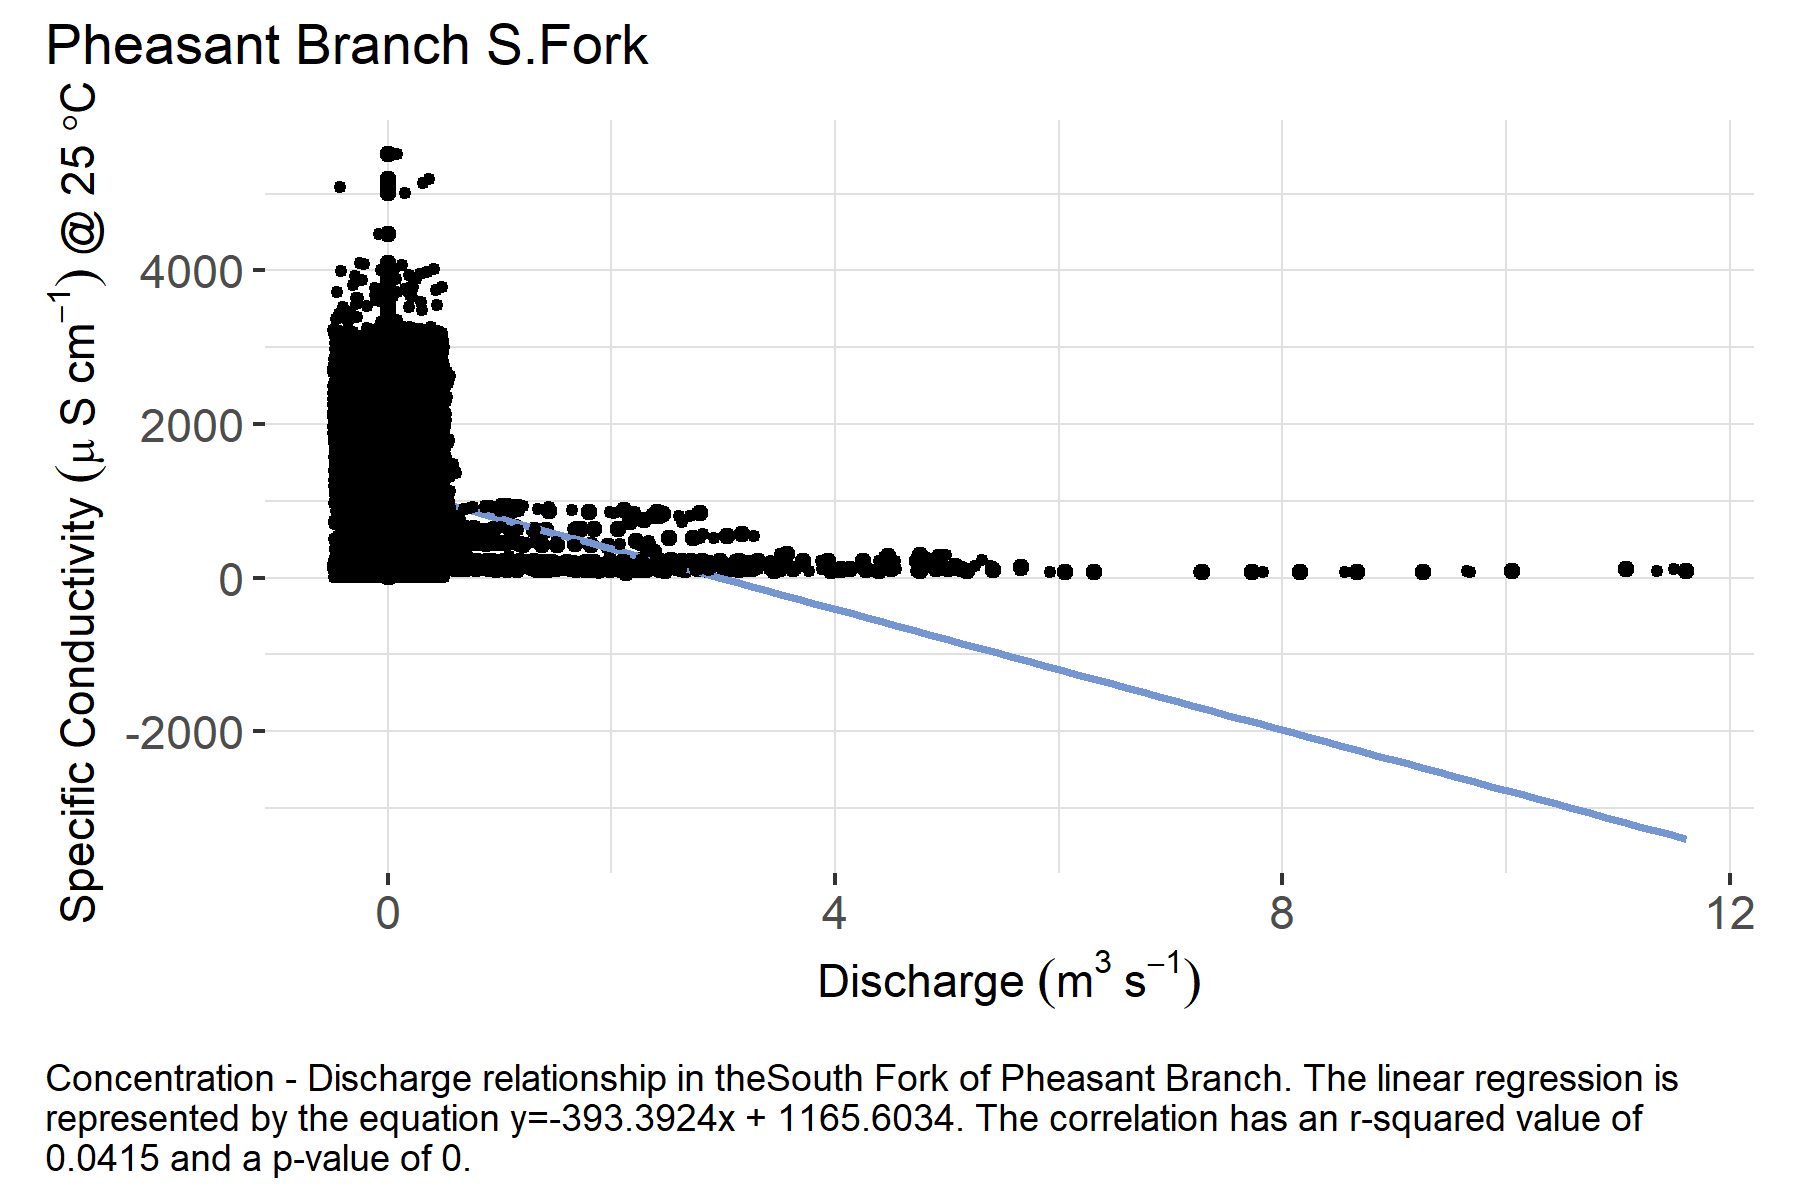 Pheasant Branch S.Fork
Specific Conductivity (μ S cm⁻¹) @ 25 °C
4000
2000
0
-2000
0 4 8 12
Discharge (m³ s⁻¹)
Concentration - Discharge relationship in theSouth Fork of Pheasant Branch. The linear regression is
represented by the equation y=-393.3924x + 1165.6034. The correlation has an r-squared value of
0.0415 and a p-value of 0.